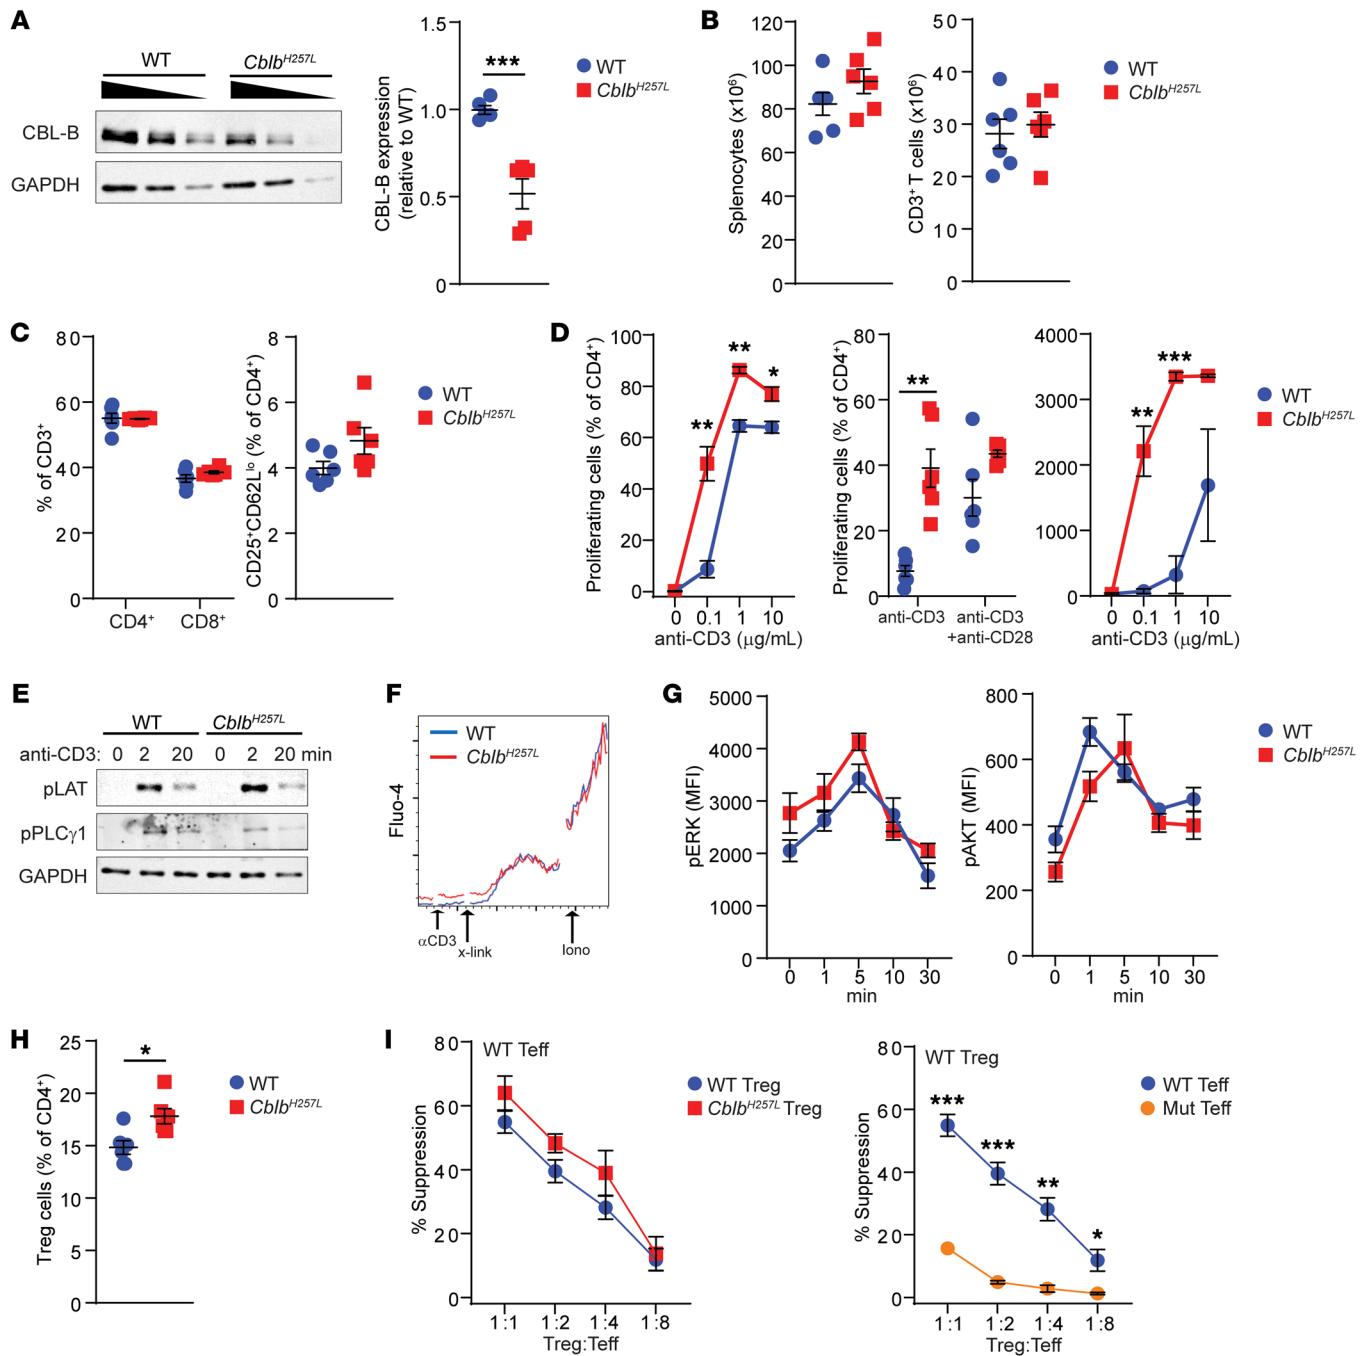 A
WT
Cblb^H257L
CBL-B
GAPDH
CBL-B expression
(relative to WT)
1.5
1.0
0.5
0
***
WT
Cblb^H257L
B
Splenocytes (x10⁶)
120
100
80
60
40
20
0
CD3⁺ T cells (x10⁶)
50
40
30
20
10
0
WT
Cblb^H257L
C
% of CD3⁺
80
60
40
20
0
CD4⁺ CD8⁺
CD25⁺CD62L^lo (% of CD4⁺)
8
6
4
2
0
WT
Cblb^H257L
D
Proliferating cells (% of CD4⁺)
100
80
60
40
20
0
**
**
*
0 0.1 1 10
anti-CD3 (μg/mL)
Proliferating cells (% of CD4⁺)
80
60
40
20
0
**
anti-CD3 anti-CD3
+anti-CD28
4000
3000
2000
1000
0
**
***
0 0.1 1 10
anti-CD3 (μg/mL)
WT
Cblb^H257L
E
WT Cblb^H257L
anti-CD3: 0 2 20 0 2 20 min
pLAT
pPLCγ1
GAPDH
F
WT
Cblb^H257L
Fluo-4
αCD3
x-link
Iono
G
pERK (MFI)
5000
4000
3000
2000
1000
0
0 1 5 10 30
min
pAKT (MFI)
800
600
400
200
0
0 1 5 10 30
min
WT
Cblb^H257L
H
Treg cells (% of CD4⁺)
25
20
15
10
5
0
*
WT
Cblb^H257L
I
WT Teff
% Suppression
80
60
40
20
0
1:1 1:2 1:4 1:8
Treg:Teff
WT Treg
Cblb^H257L Treg
WT Treg
% Suppression
80
60
40
20
0
***
***
**
*
1:1 1:2 1:4 1:8
Treg:Teff
WT Teff
Mut Teff